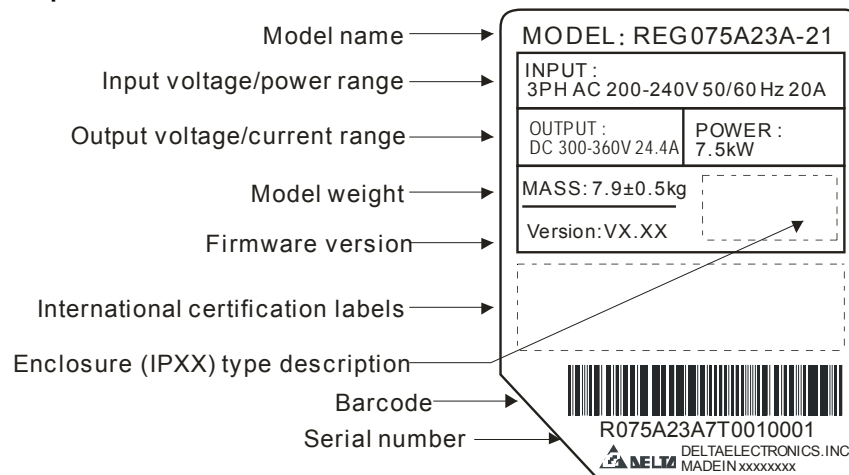 Model name
Input voltage/power range
Output voltage/current range
Model weight
Firmware version
International certification labels
Enclosure (IPXX) type description
Barcode
Serial number
MODEL: REG075A23A-21
INPUT :
3PH AC 200-240V 50/60 Hz 20A
OUTPUT :
DC 300-360V 24.4A
POWER :
7.5kW
MASS: 7.9±0.5kg
Version: VX.XX
R075A23A7T0010001
DELTA
DELTAELECTRONICS.INC
MADEINxxxxxxxx